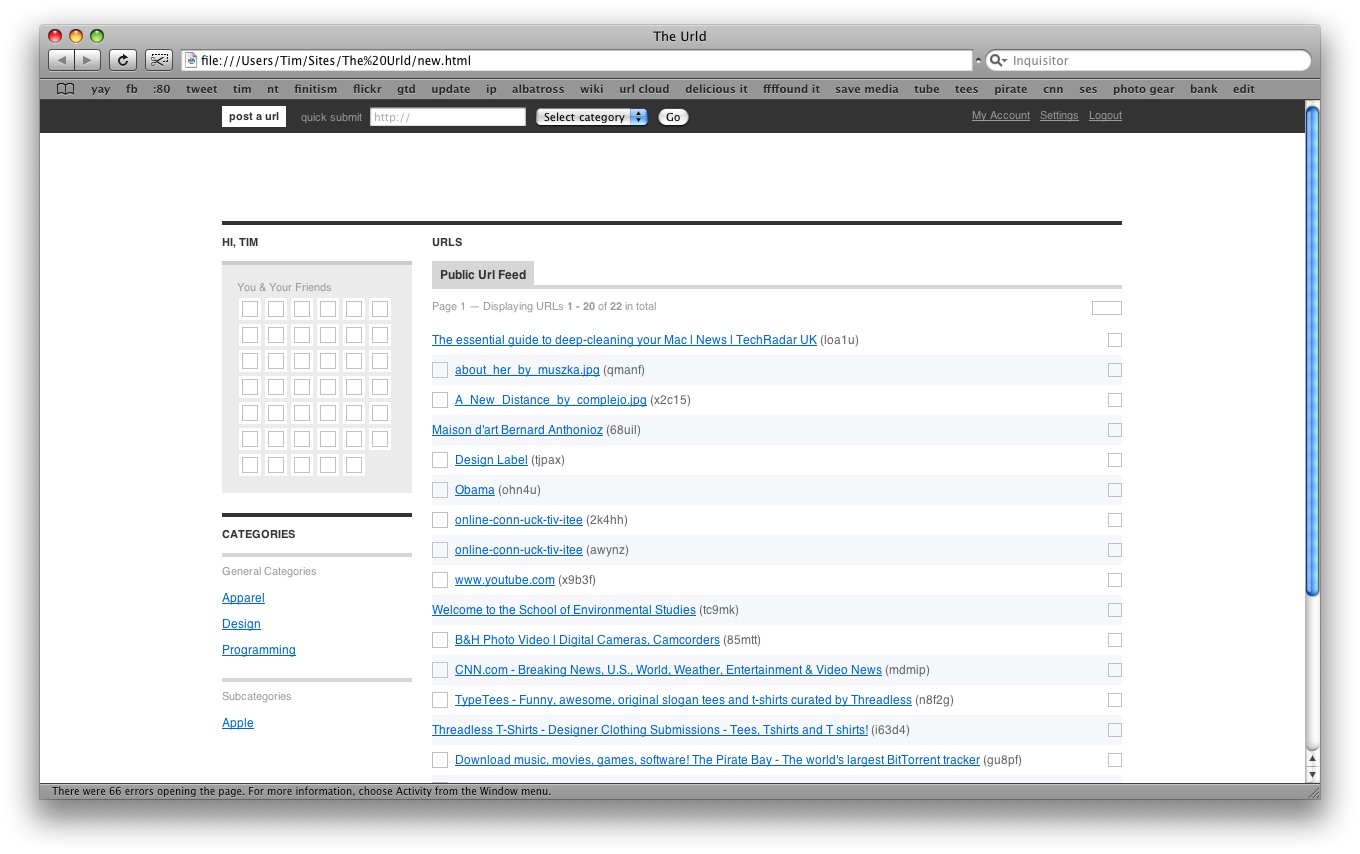 The Urld
file:///Users/Tim/Sites/The%20Urld/new.html
Inquisitor
yay fb :80 tweet tim nt finitism flickr gtd update ip albatross wiki url cloud delicious it ffffound it save media tube tees pirate cnn ses photo gear bank edit
post a url quick submit http:// Select category Go My Account Settings Logout
HI, TIM
You & Your Friends
CATEGORIES
General Categories
Apparel
Design
Programming
Subcategories
Apple
URLS
Public Url Feed
Page 1 — Displaying URLs 1 - 20 of 22 in total
The essential guide to deep-cleaning your Mac | News | TechRadar UK (loa1u)
about_her_by_muszka.jpg (qmanf)
A_New_Distance_by_complejo.jpg (x2c15)
Maison d'art Bernard Anthonioz (68uil)
Design Label (tjpax)
Obama (ohn4u)
online-conn-uck-tiv-itee (2k4hh)
online-conn-uck-tiv-itee (awynz)
www.youtube.com (x9b3f)
Welcome to the School of Environmental Studies (tc9mk)
B&H Photo Video | Digital Cameras, Camcorders (85mtt)
CNN.com - Breaking News, U.S., World, Weather, Entertainment & Video News (mdmip)
TypeTees - Funny, awesome, original slogan tees and t-shirts curated by Threadless (n8f2g)
Threadless T-Shirts - Designer Clothing Submissions - Tees, Tshirts and T shirts! (i63d4)
Download music, movies, games, software! The Pirate Bay - The world's largest BitTorrent tracker (gu8pf)
There were 66 errors opening the page. For more information, choose Activity from the Window menu.